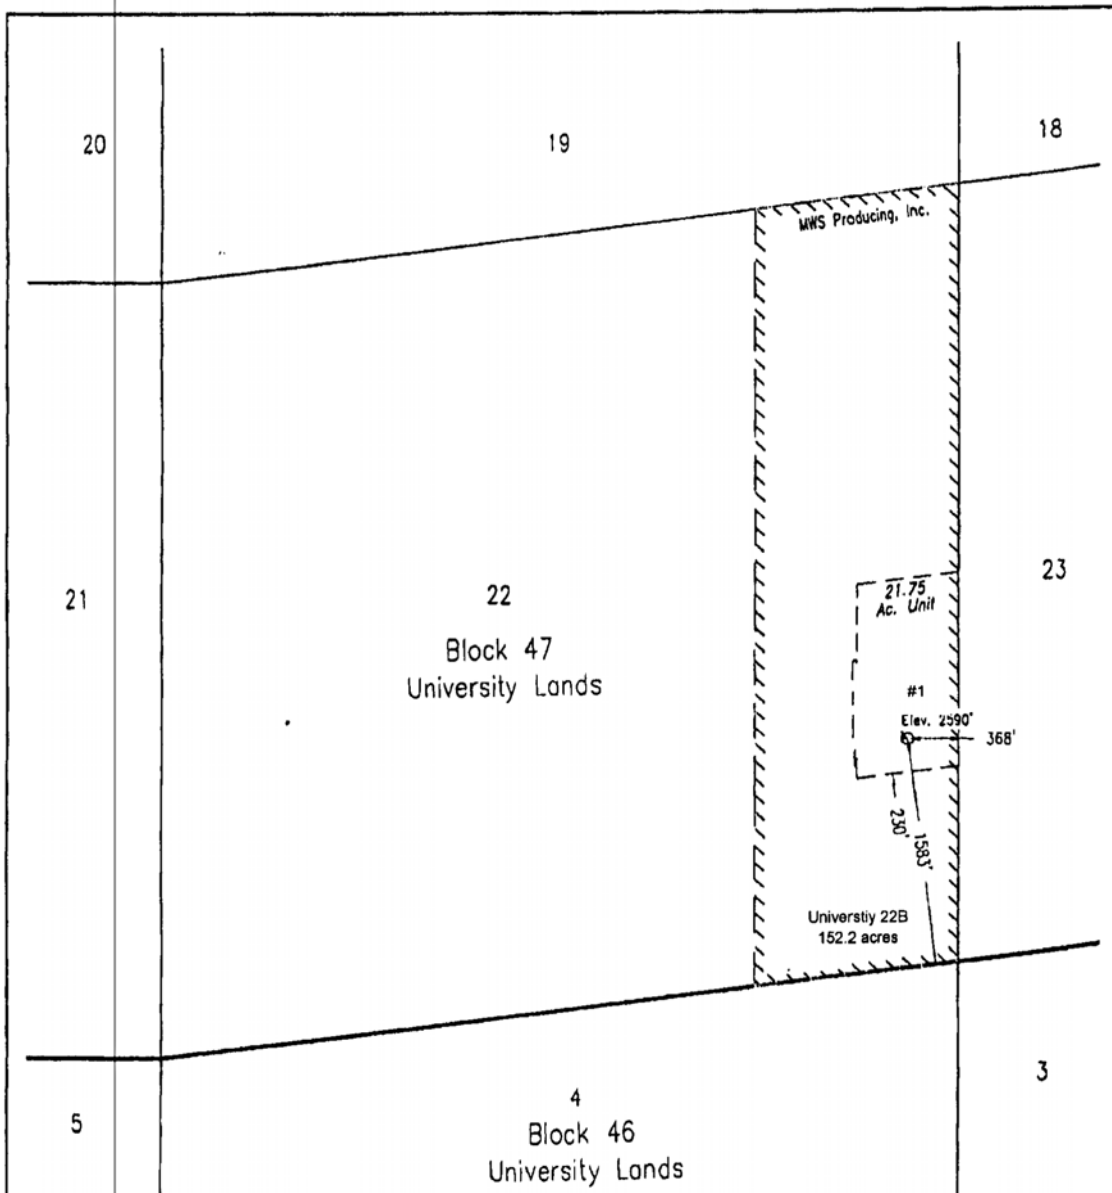 20
19
18
MWS Producing, Inc.
21
22
Block 47
University Lands
23
21.75
Ac. Unit
#1
Elev. 2590'
368'
230'
1583'
Universtiy 22B
152.2 acres
5
4
Block 46
University Lands
3